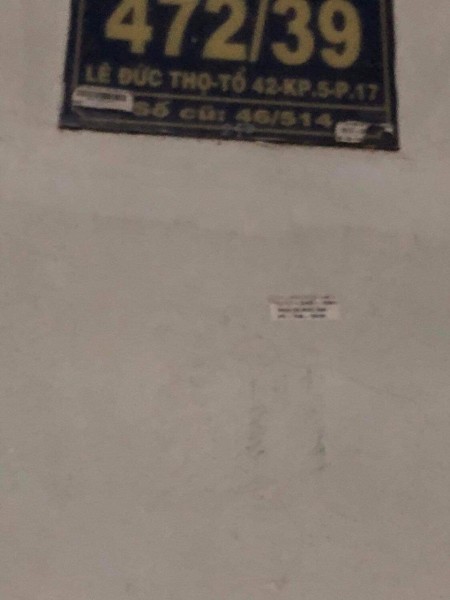 472/39
LÊ ĐỨC THỌ-TỔ 42-KP.5-P.17
Số cũ: 46/514